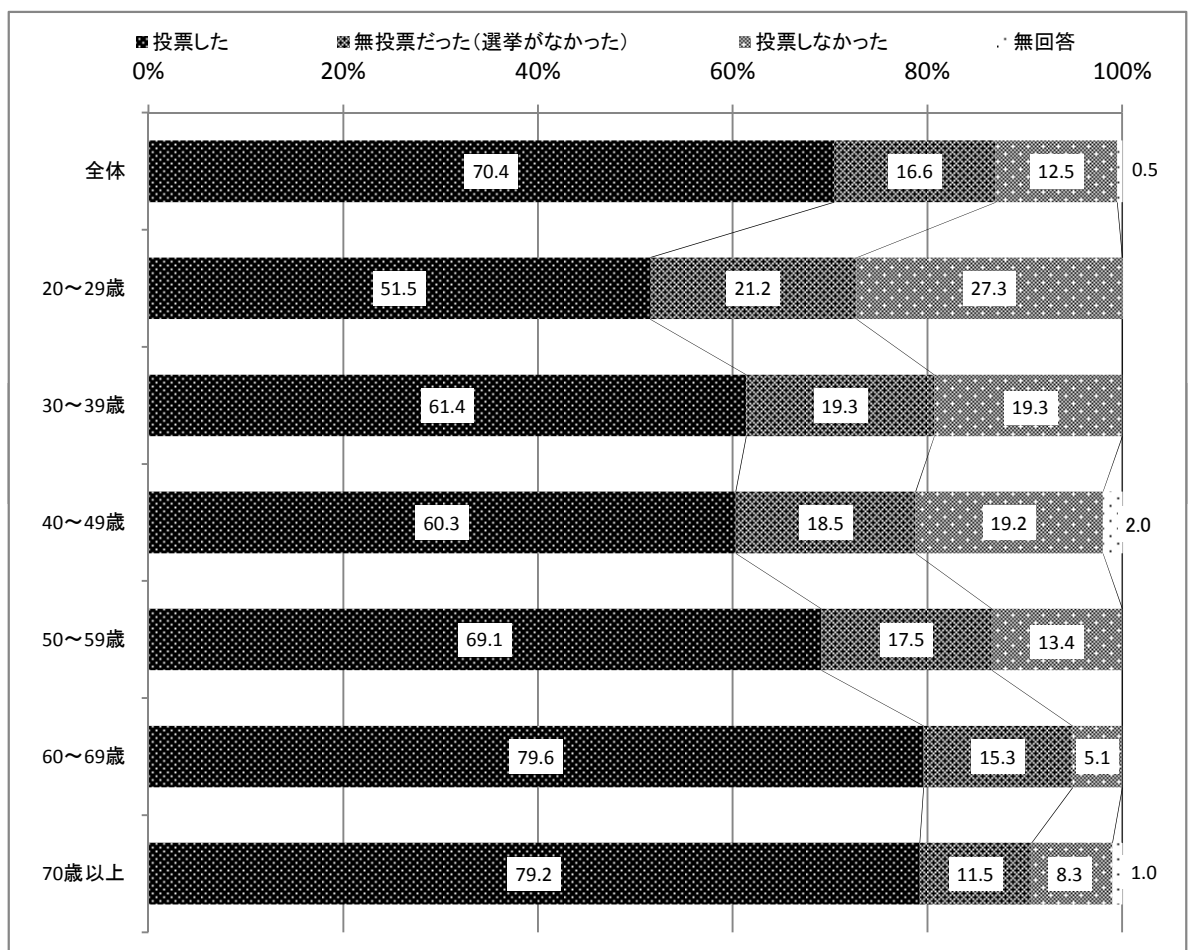 投票した 無投票だった(選挙がなかった) 投票しなかった 無回答
0% 20% 40% 60% 80% 100%
全体 70.4 16.6 12.5 0.5
20～29歳 51.5 21.2 27.3
30～39歳 61.4 19.3 19.3
40～49歳 60.3 18.5 19.2 2.0
50～59歳 69.1 17.5 13.4
60～69歳 79.6 15.3 5.1
70歳以上 79.2 11.5 8.3 1.0